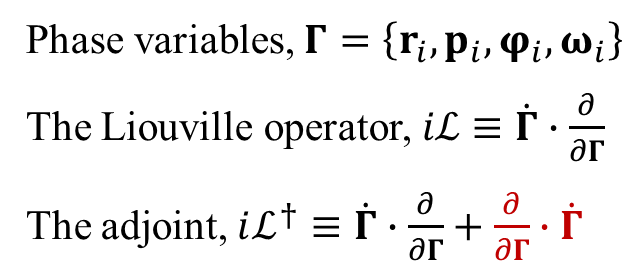 Phase variables, 𝚪 = {𝐫ᵢ, 𝐩ᵢ, 𝛗ᵢ, 𝛚ᵢ}
The Liouville operator, iℒ ≡ 𝚪̇ · ∂/∂𝚪
The adjoint, iℒ† ≡ 𝚪̇ · ∂/∂𝚪 + ∂/∂𝚪 · 𝚪̇